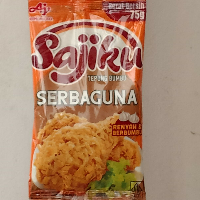 Berat Bersih
75g
Sajiku
TEPUNG BUMBU
SERBAGUNA
RENYAH &
BERBUMBU